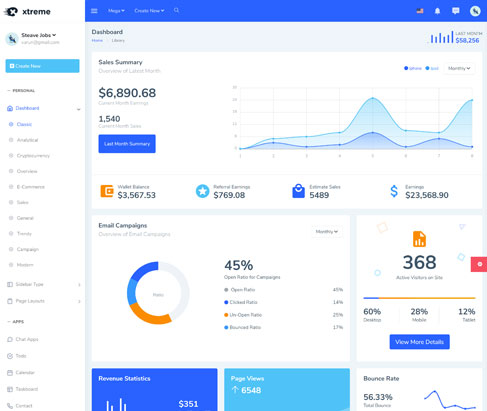 xtreme
Mega
Create New
Steave Jobs
varun@gmail.com
Create New
PERSONAL
Dashboard
Classic
Analytical
Cryptocurrency
Overview
E-Commerce
Sales
General
Trendy
Campaign
Modern
Sidebar Type
Page Layouts
APPS
Chat Apps
Todo
Calendar
Taskboard
Contact
Dashboard
Home
Library
LAST MONTH
$58,256
Sales Summary
Overview of Latest Month
Monthly
$6,890.68
Current Month Earnings
1,540
Current Month Sales
Last Month Summary
1 2 3 4 5 6 7 8
Wallet Balance
$3,567.53
Referral Earnings
$769.08
Estimate Sales
5489
Earnings
$23,568.90
Email Campaigns
Overview of Email Campaigns
Monthly
Ratio
45%
Open Ratio for Campaigns
Open Ratio 45%
Clicked Ratio 14%
Un-Open Ratio 25%
Bounced Ratio 17%
368
Active Visitors on Site
60% 28% 12%
Desktop Mobile Tablet
View More Details
Revenue Statistics
$351
Page Views
6548
Bounce Rate
56.33%
Total Bounce